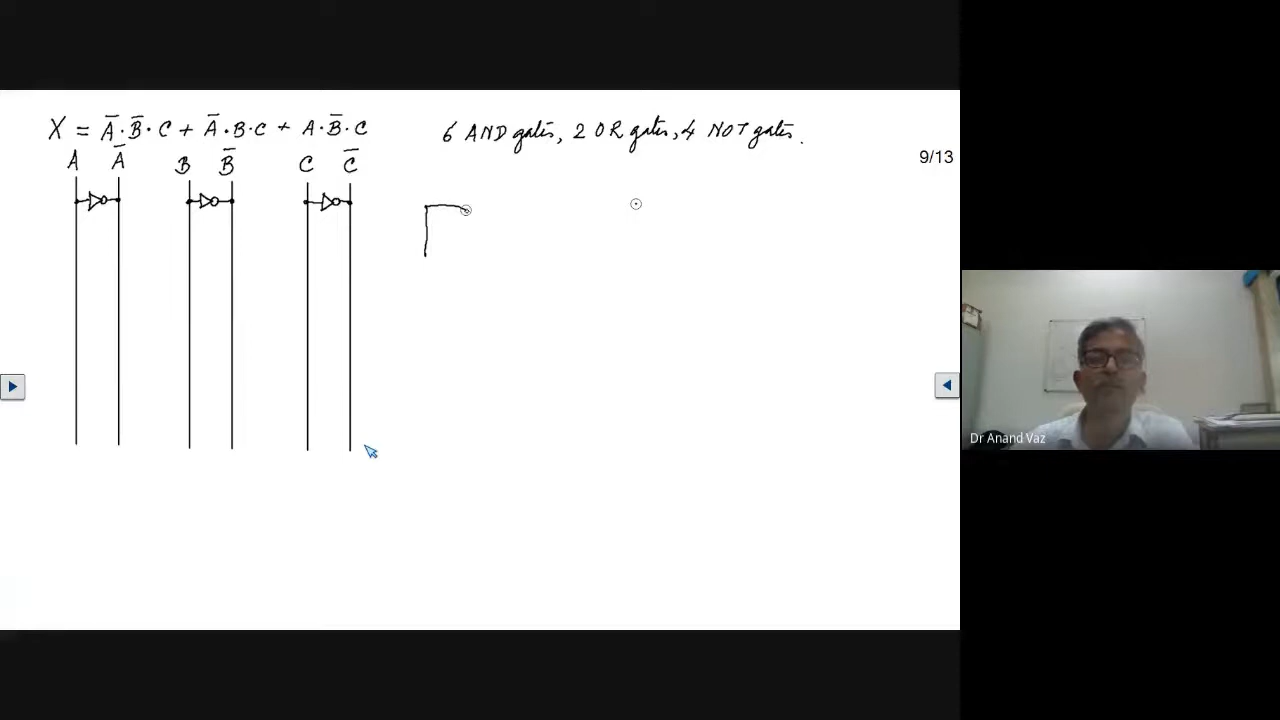 X = A̅·B̅·C + A̅·B·C + A·B̅·C
6 AND gates, 2 OR gates, 4 NOT gates.
9/13
A A̅ B B̅ C C̅
Dr Anand Vaz